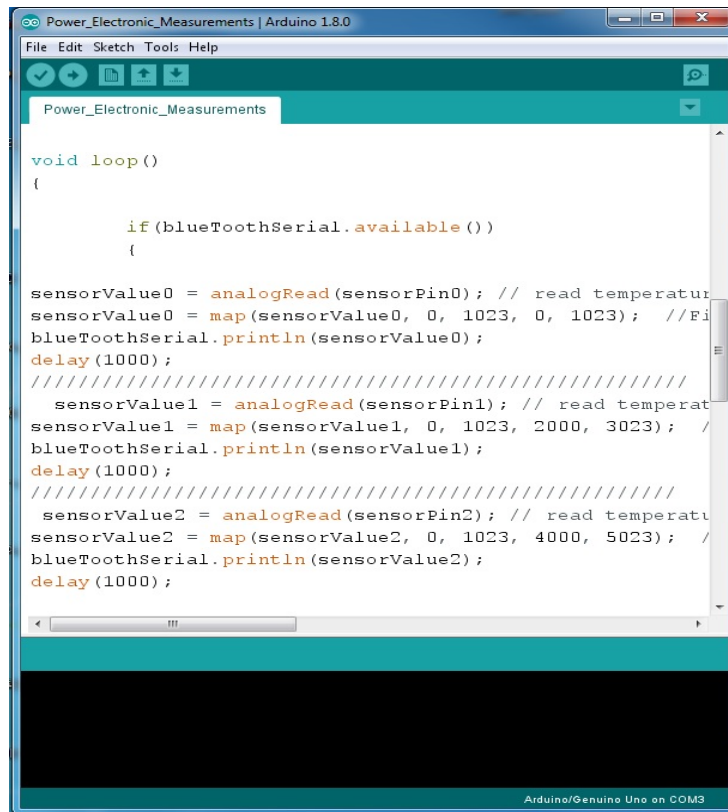 Power_Electronic_Measurements | Arduino 1.8.0
File Edit Sketch Tools Help
Power_Electronic_Measurements
void loop()
{
if(blueToothSerial.available())
{
sensorValue0 = analogRead(sensorPin0); // read temperatur
sensorValue0 = map(sensorValue0, 0, 1023, 0, 1023); //Fi
blueToothSerial.println(sensorValue0);
delay(1000);
///////////////////////////////////////////////////////
sensorValue1 = analogRead(sensorPin1); // read temperat
sensorValue1 = map(sensorValue1, 0, 1023, 2000, 3023); /
blueToothSerial.println(sensorValue1);
delay(1000);
//////////////////////////////////////////////////////
sensorValue2 = analogRead(sensorPin2); // read temperatu
sensorValue2 = map(sensorValue2, 0, 1023, 4000, 5023); /
blueToothSerial.println(sensorValue2);
delay(1000);
Arduino/Genuino Uno on COM3